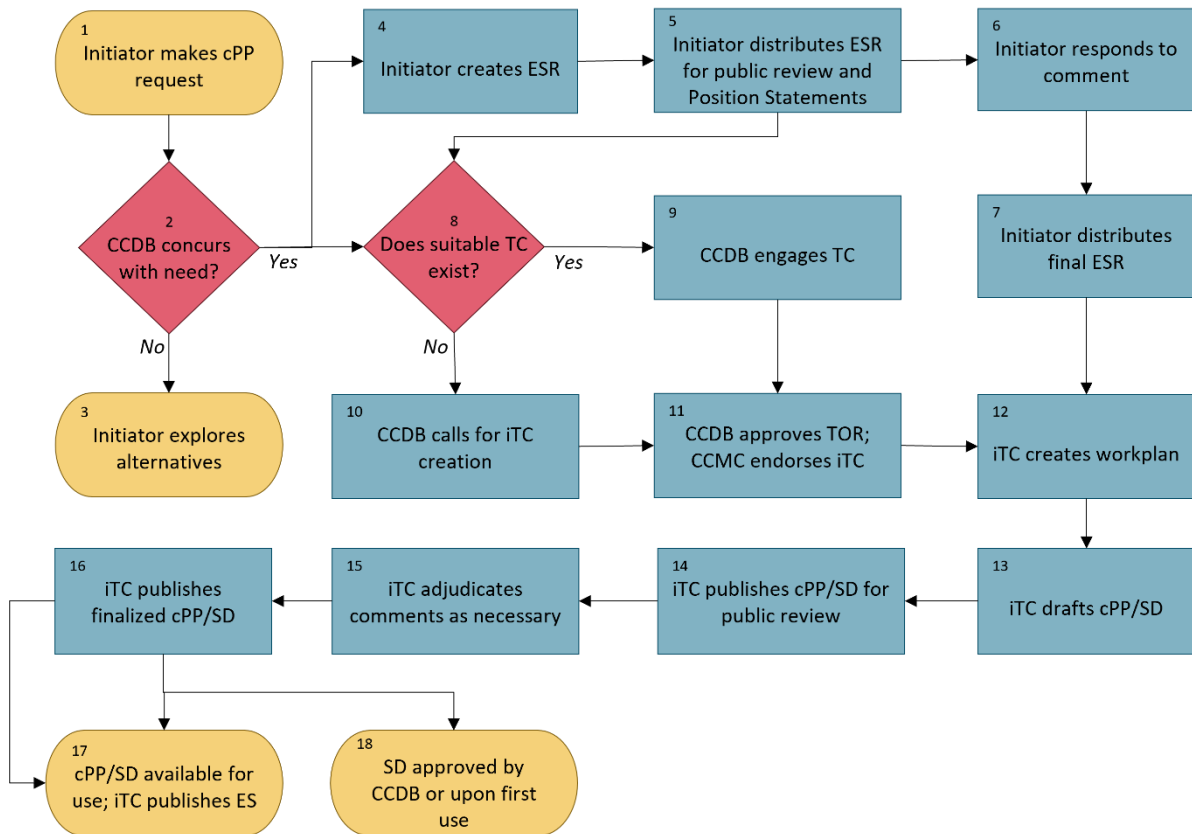 1
Initiator makes cPP
request
4
Initiator creates ESR
5
Initiator distributes ESR
for public review and
Position Statements
6
Initiator responds to
comment
2
CCDB concurs
with need?
Yes
No
8
Does suitable TC
exist?
Yes
No
9
CCDB engages TC
7
Initiator distributes
final ESR
3
Initiator explores
alternatives
10
CCDB calls for iTC
creation
11
CCDB approves TOR;
CCMC endorses iTC
12
iTC creates workplan
16
iTC publishes
finalized cPP/SD
15
iTC adjudicates
comments as necessary
14
iTC publishes cPP/SD for
public review
13
iTC drafts cPP/SD
17
cPP/SD available for
use; iTC publishes ES
18
SD approved by
CCDB or upon first
use